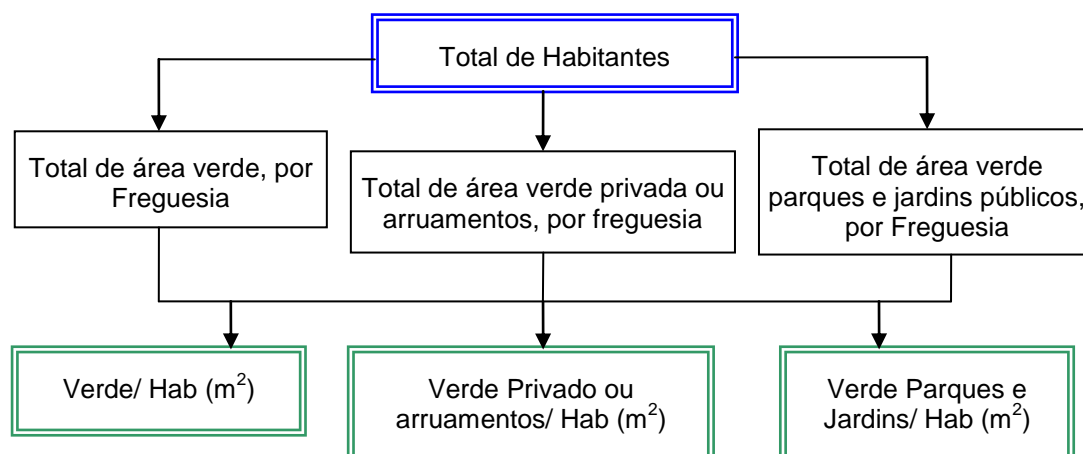 Total de Habitantes
Total de área verde, por
Freguesia
Total de área verde privada ou
arruamentos, por freguesia
Total de área verde
parques e jardins públicos,
por Freguesia
Verde/ Hab (m²)
Verde Privado ou
arruamentos/ Hab (m²)
Verde Parques e
Jardins/ Hab (m²)